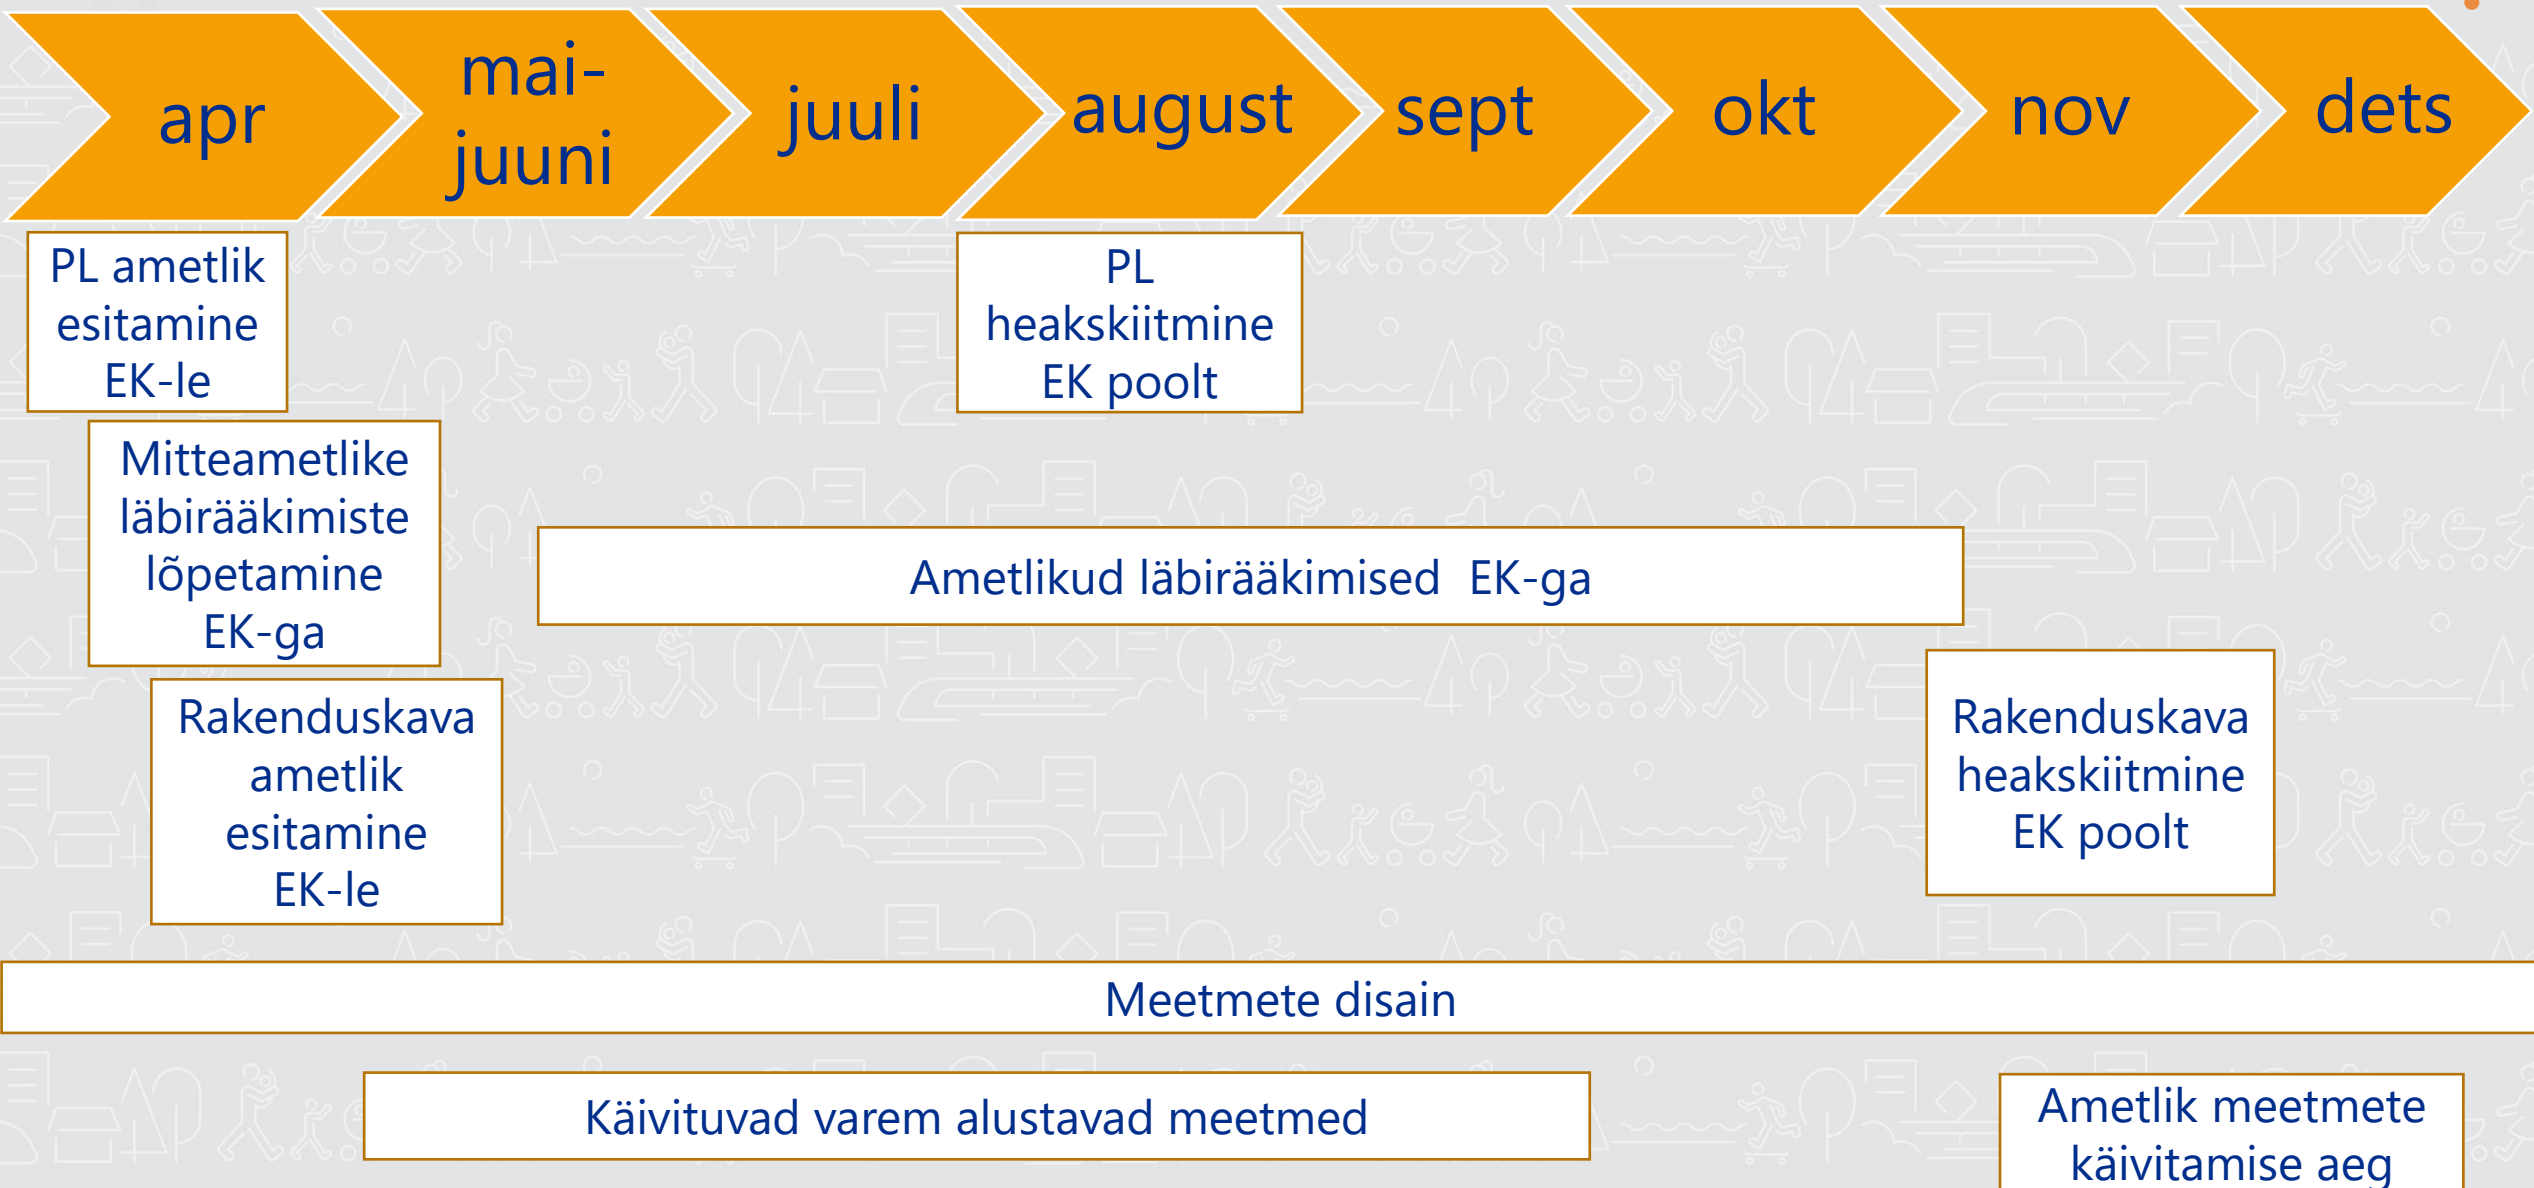 apr
mai-
juuni
juuli
august
sept
okt
nov
dets
PL ametlik
esitamine
EK-le
PL
heakskiitmine
EK poolt
Mitteametlike
läbirääkimiste
lõpetamine
EK-ga
Ametlikud läbirääkimised  EK-ga
Rakenduskava
ametlik
esitamine
EK-le
Rakenduskava
heakskiitmine
EK poolt
Meetmete disain
Käivituvad varem alustavad meetmed
Ametlik meetmete
käivitamise aeg